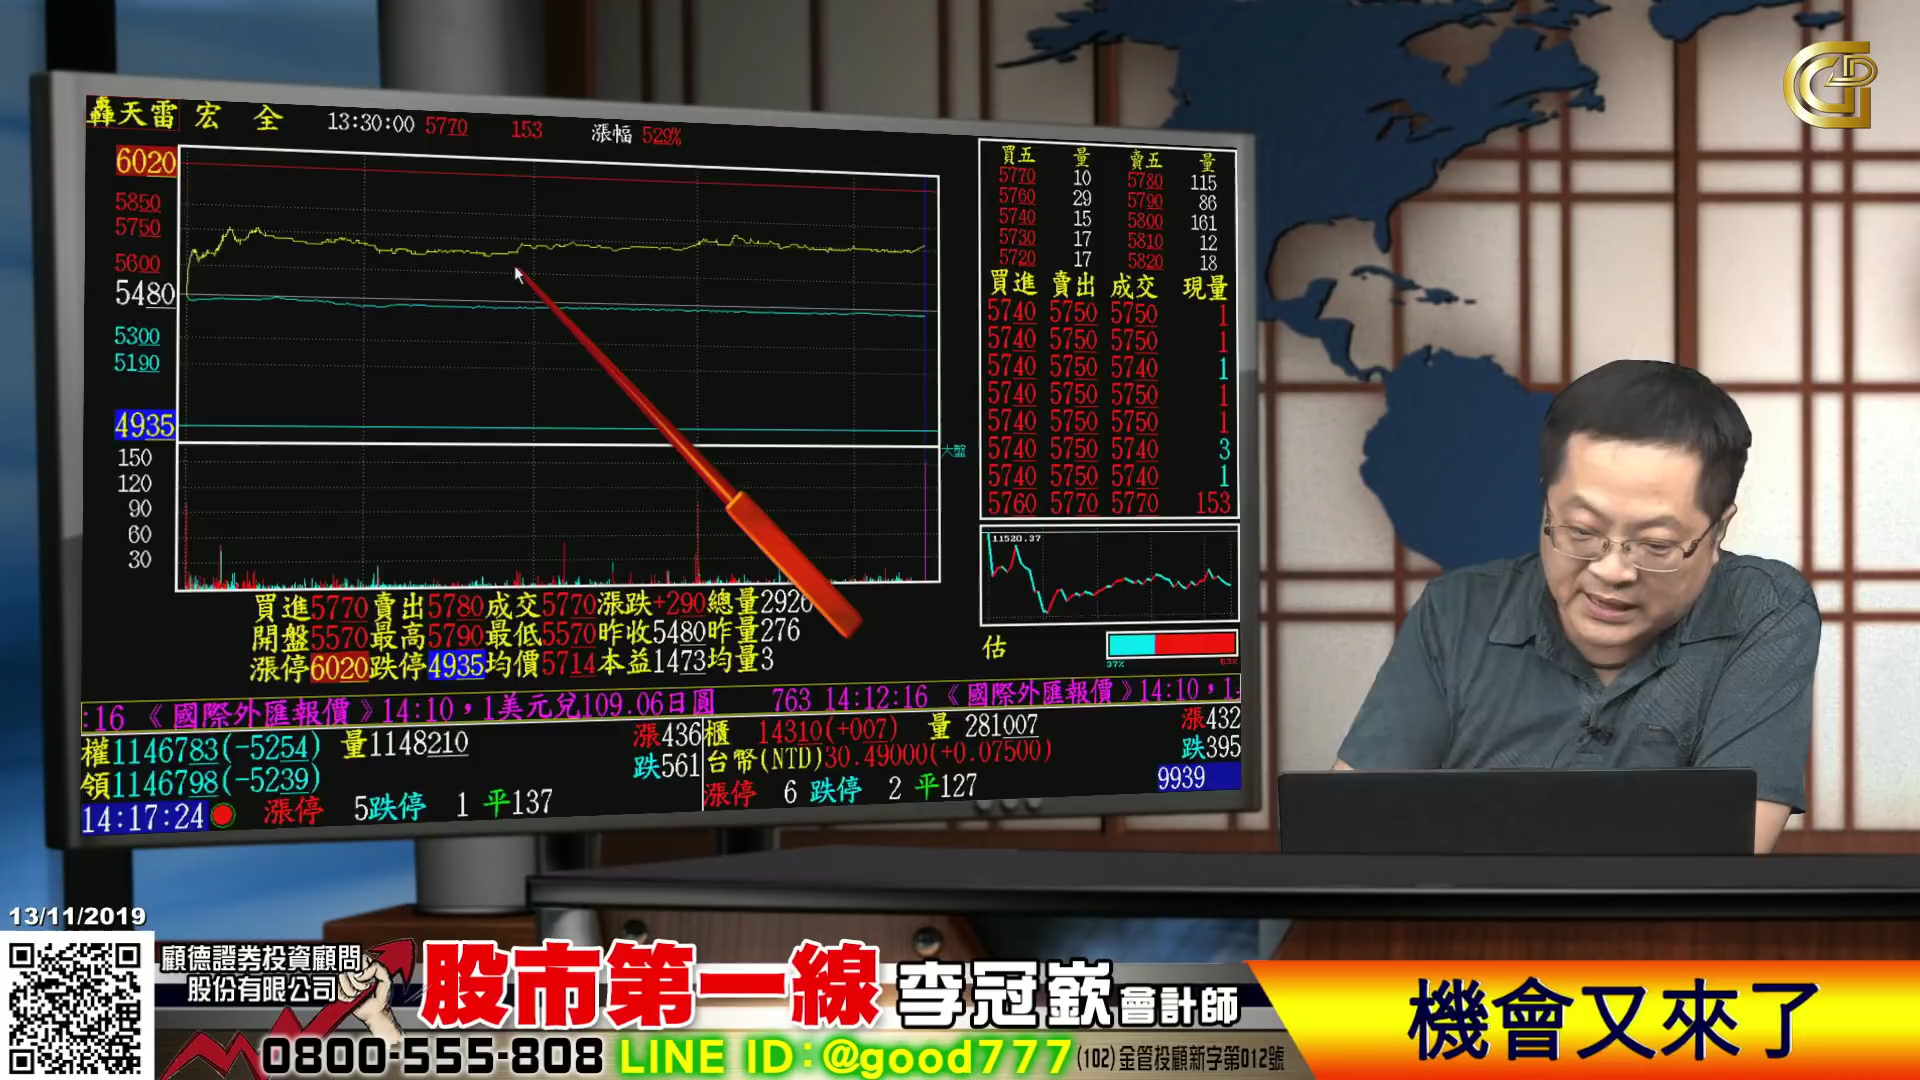 轟天雷 宏 全 13:30:00 5770 153 漲幅 529%
6020
5850
5750
5600
5480
5300
5190
4935
150
120
90
60
30
大盤
買五 量 賣五 量
5770 10 5780 115
5760 29 5790 86
5740 15 5800 161
5730 17 5810 12
5720 17 5820 18
買進 賣出 成交 現量
5740 5750 5750 1
5740 5750 5750 1
5740 5750 5740 1
5740 5750 5750 1
5740 5750 5750 1
5740 5750 5740 3
5740 5750 5740 1
5760 5770 5770 153
11520.37
估
37%
買進5770賣出5780成交5770漲跌+290總量2926
開盤5570最高5790最低5570昨收5480昨量276
漲停6020跌停4935均價5714本益1473均量3
:16 《國際外匯報價》14:10,1美元兌109.06日圓 763 14:12:16 《國際外匯報價》14:10,1
權1146783(-5254) 量1148210 漲436
領1146798(-5239) 跌561
14:17:24 漲停 5跌停 1 平137
櫃 14310(+007) 量 281007 漲432
台幣(NTD)30.49000(+0.07500) 跌395
漲停 6 跌停 2 平127 9939
13/11/2019
顧德證券投資顧問
股份有限公司
股市第一線 李冠嶔 會計師
0800-555-808 LINE ID:@good777 (102)金管投顧新字第012號
機會又來了